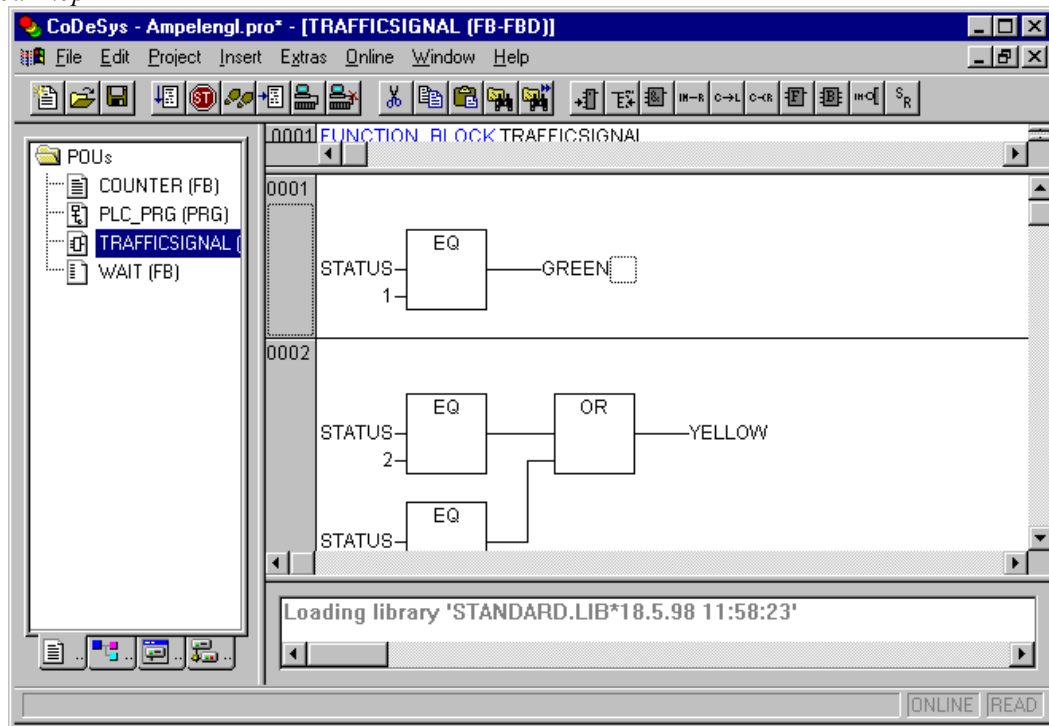 CoDeSys - Ampelengl.pro* - [TRAFFICSIGNAL (FB-FBD)]
File Edit Project Insert Extras Online Window Help
POUs
COUNTER (FB)
PLC_PRG (PRG)
TRAFFICSIGNAL (
WAIT (FB)
0001 FUNCTION_BLOCK TRAFFICSIGNAL
0001
EQ
STATUS GREEN
1
0002
EQ OR
STATUS YELLOW
2
EQ
STATUS
Loading library 'STANDARD.LIB*18.5.98 11:58:23'
ONLINE READ